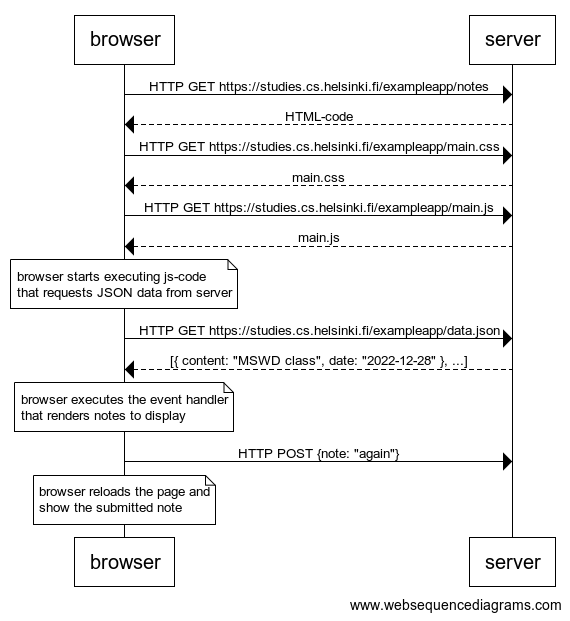 browser
server
HTTP GET https://studies.cs.helsinki.fi/exampleapp/notes
HTML-code
HTTP GET https://studies.cs.helsinki.fi/exampleapp/main.css
main.css
HTTP GET https://studies.cs.helsinki.fi/exampleapp/main.js
main.js
browser starts executing js-code
that requests JSON data from server
HTTP GET https://studies.cs.helsinki.fi/exampleapp/data.json
[{ content: "MSWD class", date: "2022-12-28" }, ...]
browser executes the event handler
that renders notes to display
HTTP POST {note: "again"}
browser reloads the page and
show the submitted note
browser
server
www.websequencediagrams.com